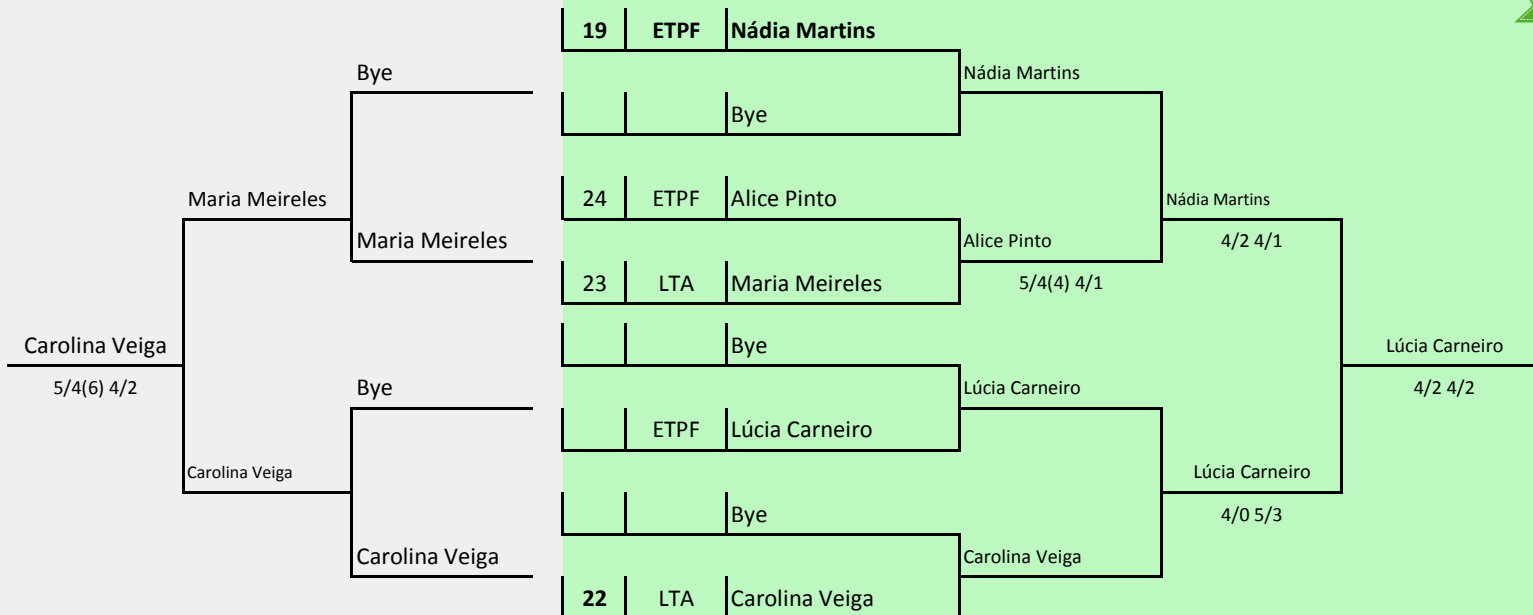 19 ETPF Nádia Martins
Bye Nádia Martins
Bye
Maria Meireles 24 ETPF Alice Pinto Nádia Martins
Maria Meireles Alice Pinto 4/2 4/1
23 LTA Maria Meireles 5/4(4) 4/1
Carolina Veiga Bye Lúcia Carneiro
5/4(6) 4/2 Bye Lúcia Carneiro 4/2 4/2
ETPF Lúcia Carneiro
Carolina Veiga Lúcia Carneiro
Bye 4/0 5/3
Carolina Veiga Carolina Veiga
22 LTA Carolina Veiga